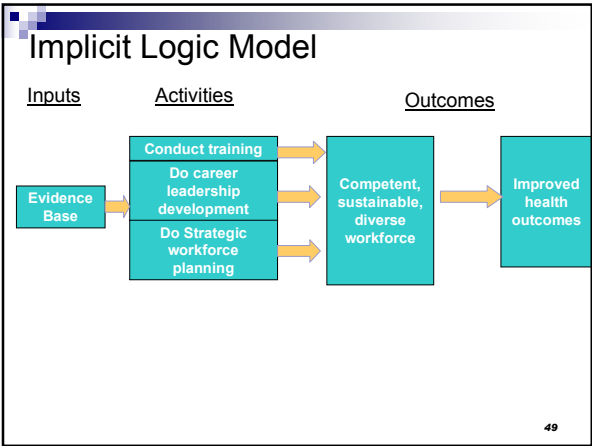 Implicit Logic Model
Inputs
Activities
Outcomes
Evidence
Base
Conduct training
Do career
leadership
development
Do Strategic
workforce
planning
Competent,
sustainable,
diverse
workforce
Improved
health
outcomes
49